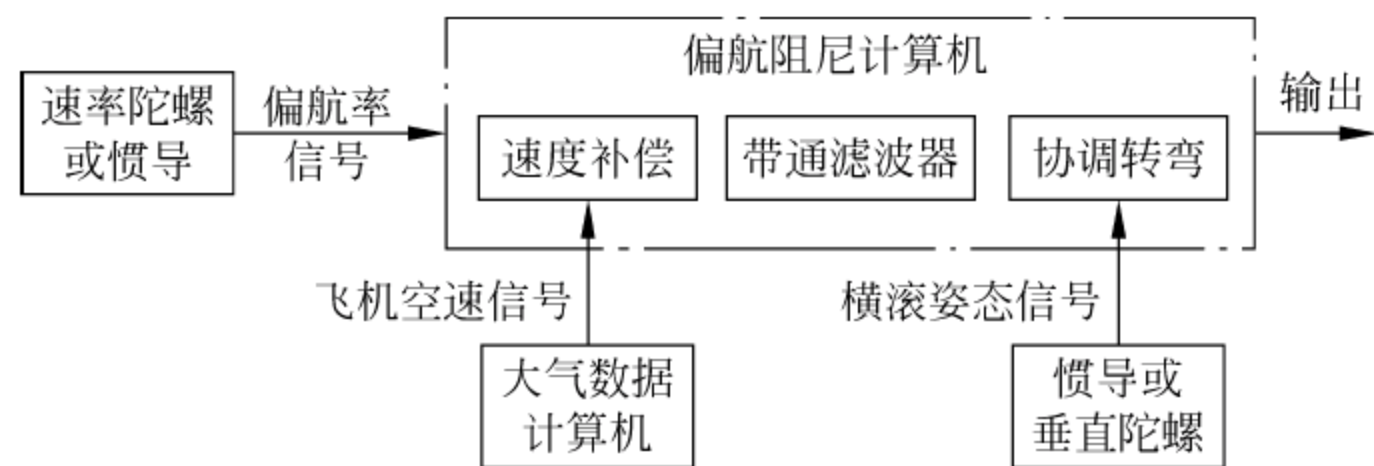 偏航阻尼计算机
速率陀螺
或惯导
偏航率
信号
速度补偿
带通滤波器
协调转弯
输出
飞机空速信号
横滚姿态信号
大气数据
计算机
惯导或
垂直陀螺